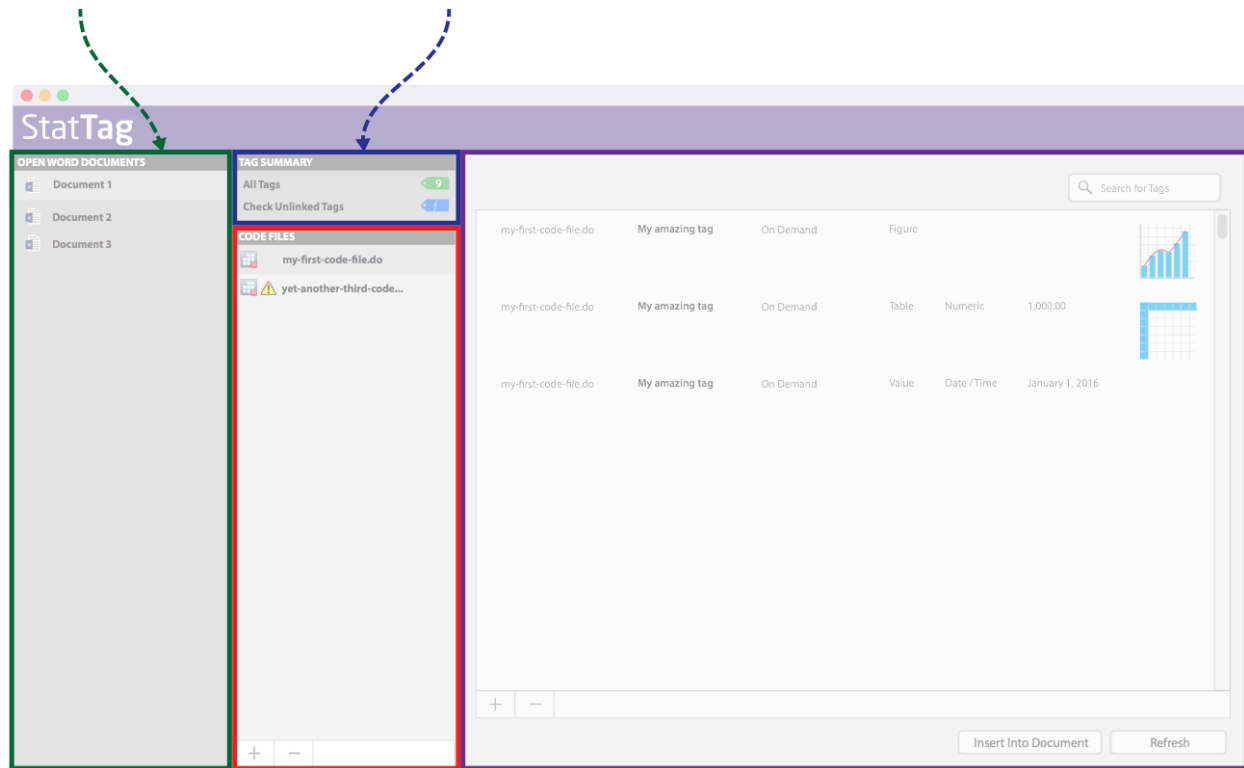 StatTag
OPEN WORD DOCUMENTS
Document 1
Document 2
Document 3
TAG SUMMARY
All Tags 9
Check Unlinked Tags
CODE FILES
my-first-code-file.do
yet-another-third-code...
Search for Tags
my-first-code-file.do My amazing tag On Demand Figure
my-first-code-file.do My amazing tag On Demand Table Numeric 1,000.00
my-first-code-file.do My amazing tag On Demand Value Date / Time January 1, 2016
+ −
+ −
Insert Into Document Refresh